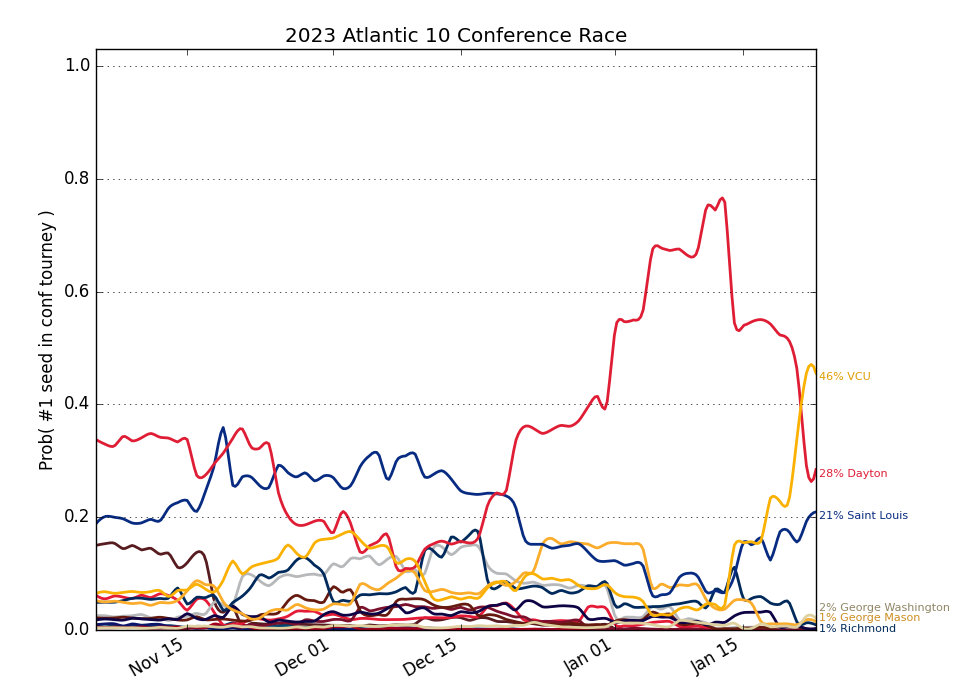 2023 Atlantic 10 Conference Race
Prob( #1 seed in conf tourney )
1.0
0.8
0.6
0.4
0.2
0.0
46% VCU
28% Dayton
21% Saint Louis
2% George Washington
1% George Mason
1% Richmond
Nov 15
Dec 01
Dec 15
Jan 01
Jan 15